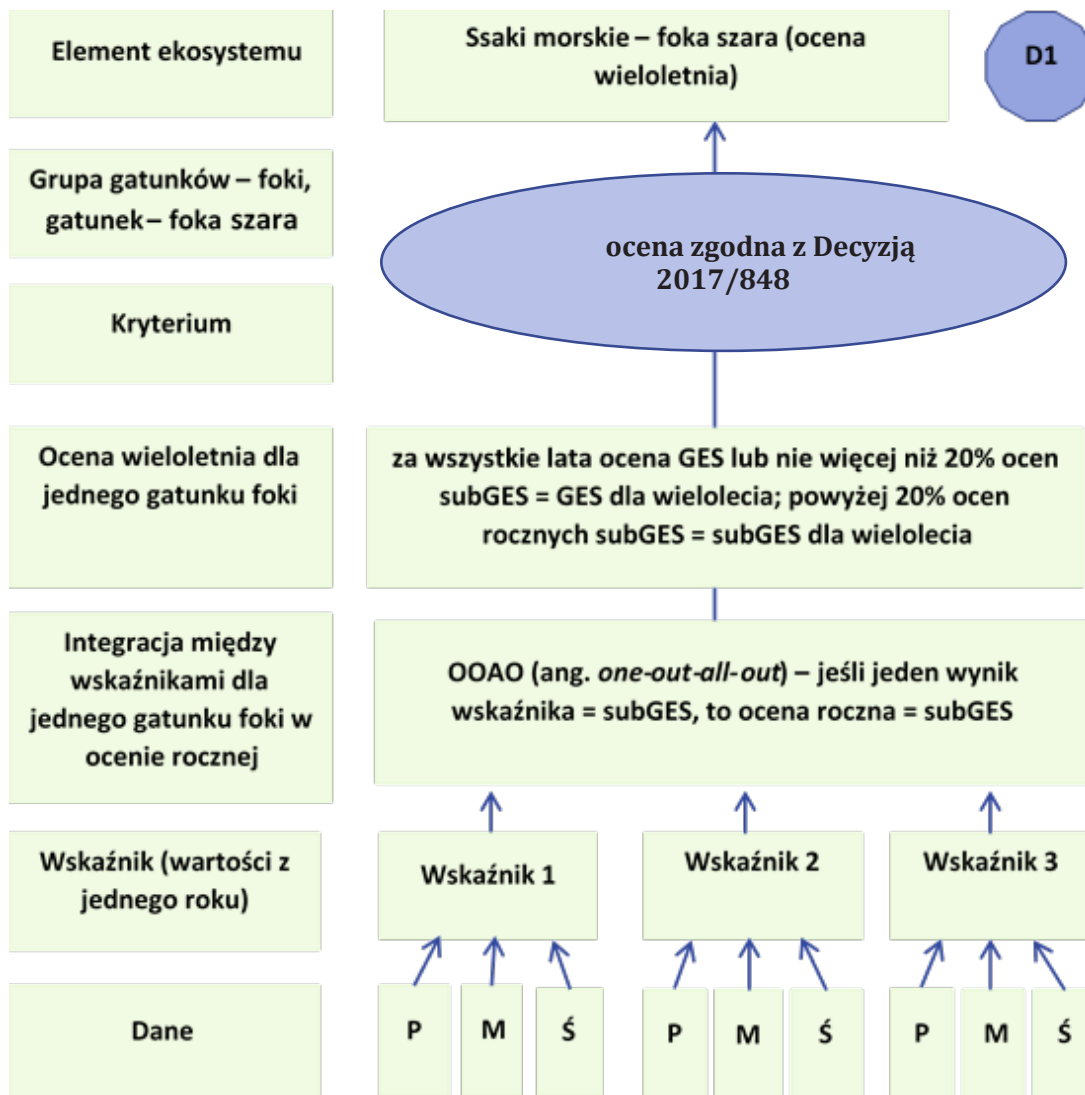 Element ekosystemu
Ssaki morskie – foka szara (ocena
wieloletnia)
D1
Grupa gatunków – foki,
gatunek – foka szara
ocena zgodna z Decyzją
2017/848
Kryterium
Ocena wieloletnia dla
jednego gatunku foki
za wszystkie lata ocena GES lub nie więcej niż 20% ocen
subGES = GES dla wielolecia; powyżej 20% ocen
rocznych subGES = subGES dla wielolecia
Integracja między
wskaźnikami dla
jednego gatunku foki w
ocenie rocznej
OOAO (ang. one-out-all-out) – jeśli jeden wynik
wskaźnika = subGES, to ocena roczna = subGES
Wskaźnik (wartości z
jednego roku)
Wskaźnik 1
Wskaźnik 2
Wskaźnik 3
Dane
P M Ś P M Ś P M Ś